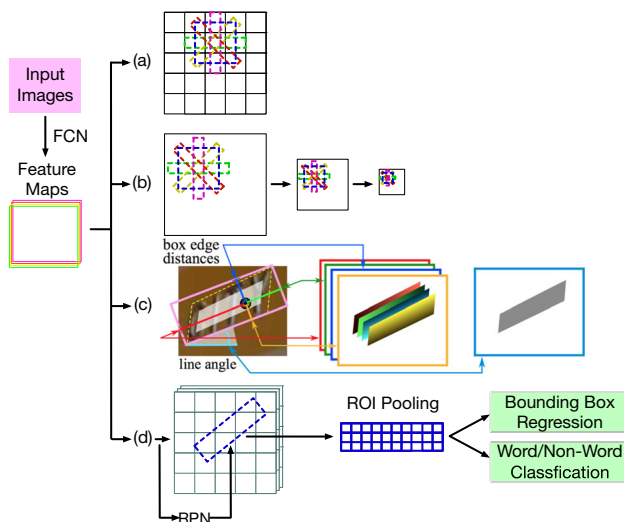 (a)
Input
Images
FCN
Feature
Maps
(b)
box edge
distances
(c)
line angle
ROI Pooling
Bounding Box
Regression
(d)
Word/Non-Word
Classfication
RPN